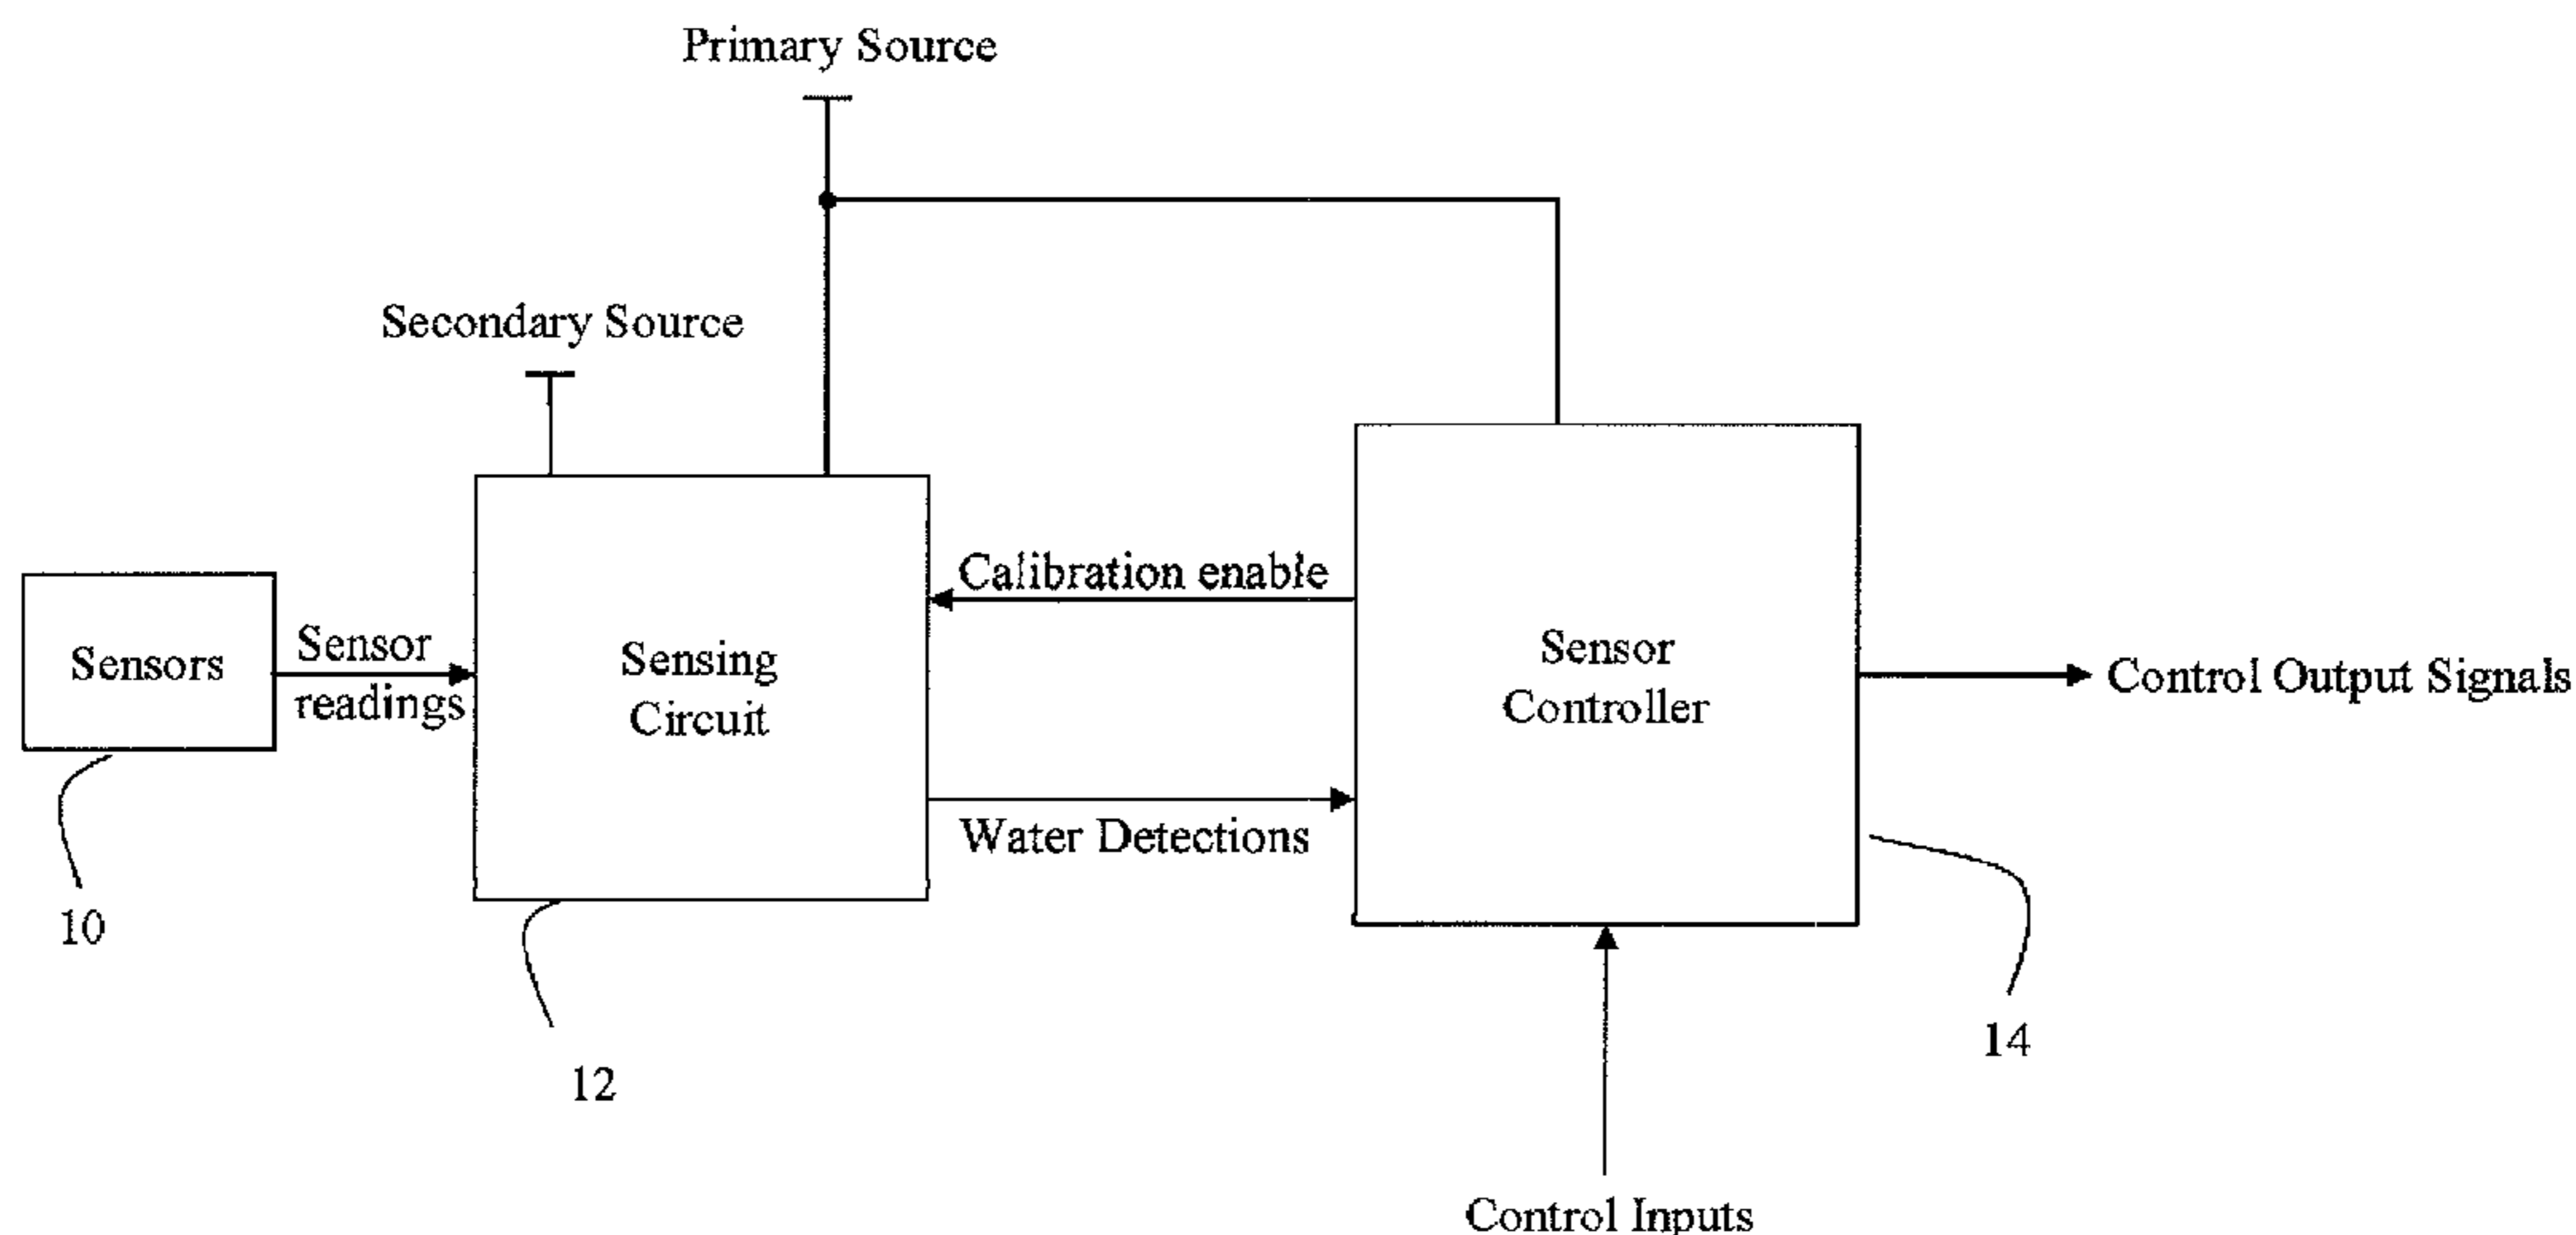 Primary Source
Secondary Source
Calibration enable
Sensors
Sensor
readings
Sensing
Circuit
Sensor
Controller
Control Output Signals
Water Detections
10
12
14
Control Inputs